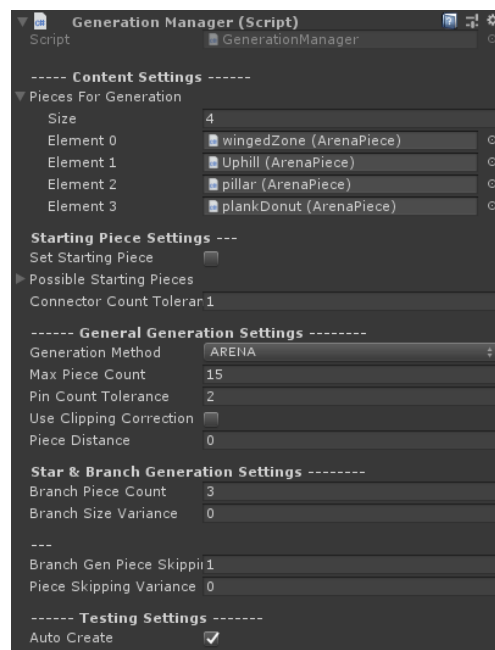 Generation Manager (Script)
Script GenerationManager
----- Content Settings ------
Pieces For Generation
Size 4
Element 0 wingedZone (ArenaPiece)
Element 1 Uphill (ArenaPiece)
Element 2 pillar (ArenaPiece)
Element 3 plankDonut (ArenaPiece)
Starting Piece Settings ---
Set Starting Piece
Possible Starting Pieces
Connector Count Toleran 1
------ General Generation Settings --------
Generation Method ARENA
Max Piece Count 15
Pin Count Tolerance 2
Use Clipping Correction
Piece Distance 0
Star & Branch Generation Settings --------
Branch Piece Count 3
Branch Size Variance 0
---
Branch Gen Piece Skippi 1
Piece Skipping Variance 0
------ Testing Settings -------
Auto Create